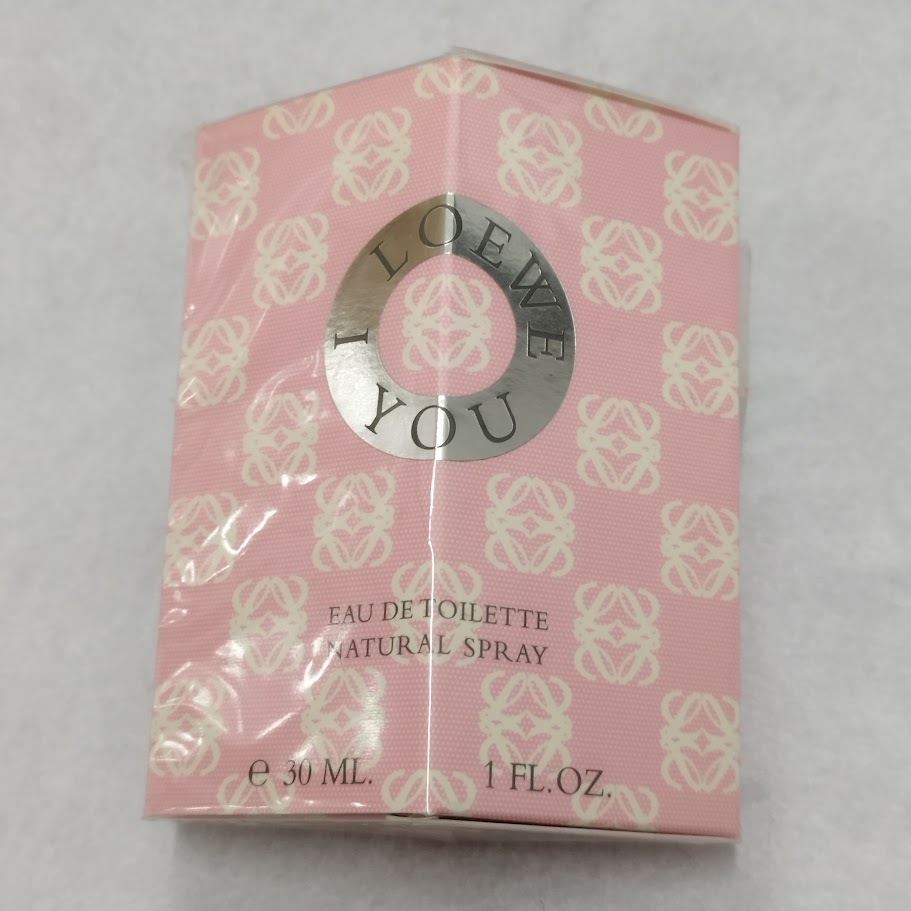 I LOEWE
YOU
EAU DE TOILETTE
NATURAL SPRAY
e 30 ML. 1 FL.OZ.